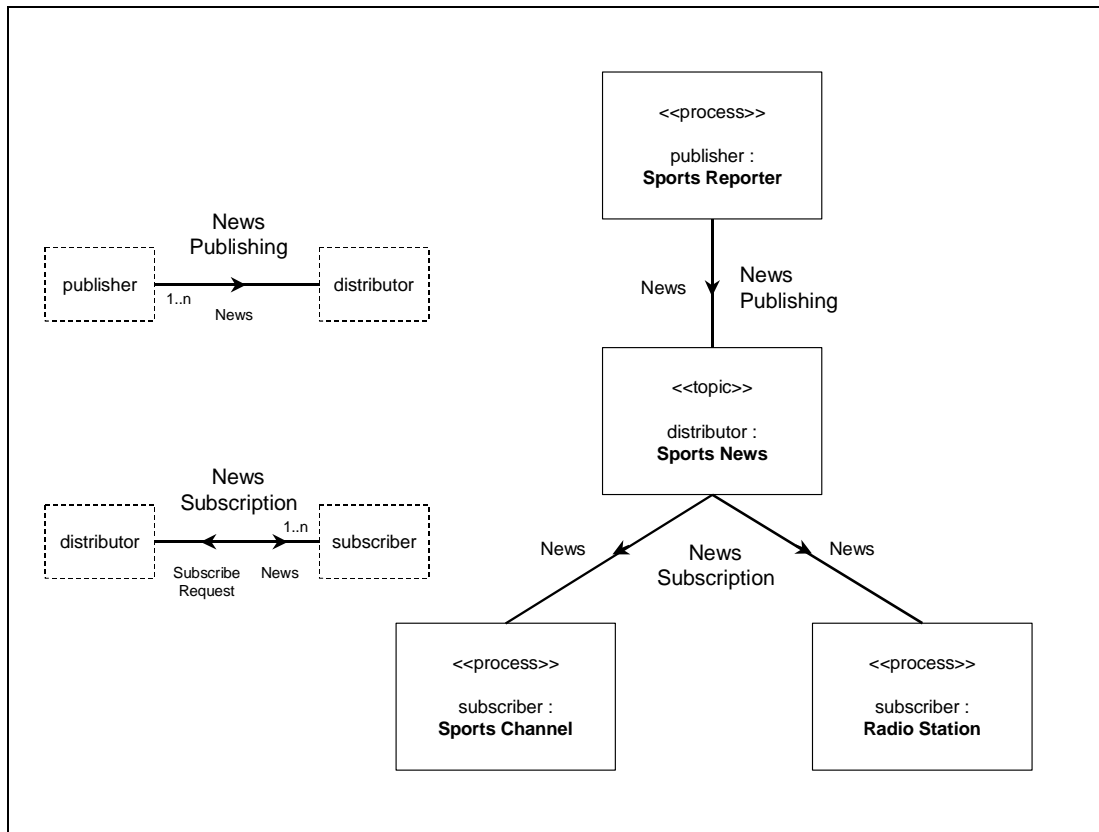 <<process>>
publisher :
Sports Reporter
News
Publishing
publisher
distributor
1..n
News
News
News
Publishing
<<topic>>
distributor :
Sports News
News
Subscription
1..n
distributor
subscriber
Subscribe
Request
News
News
News
Subscription
News
<<process>>
subscriber :
Sports Channel
<<process>>
subscriber :
Radio Station